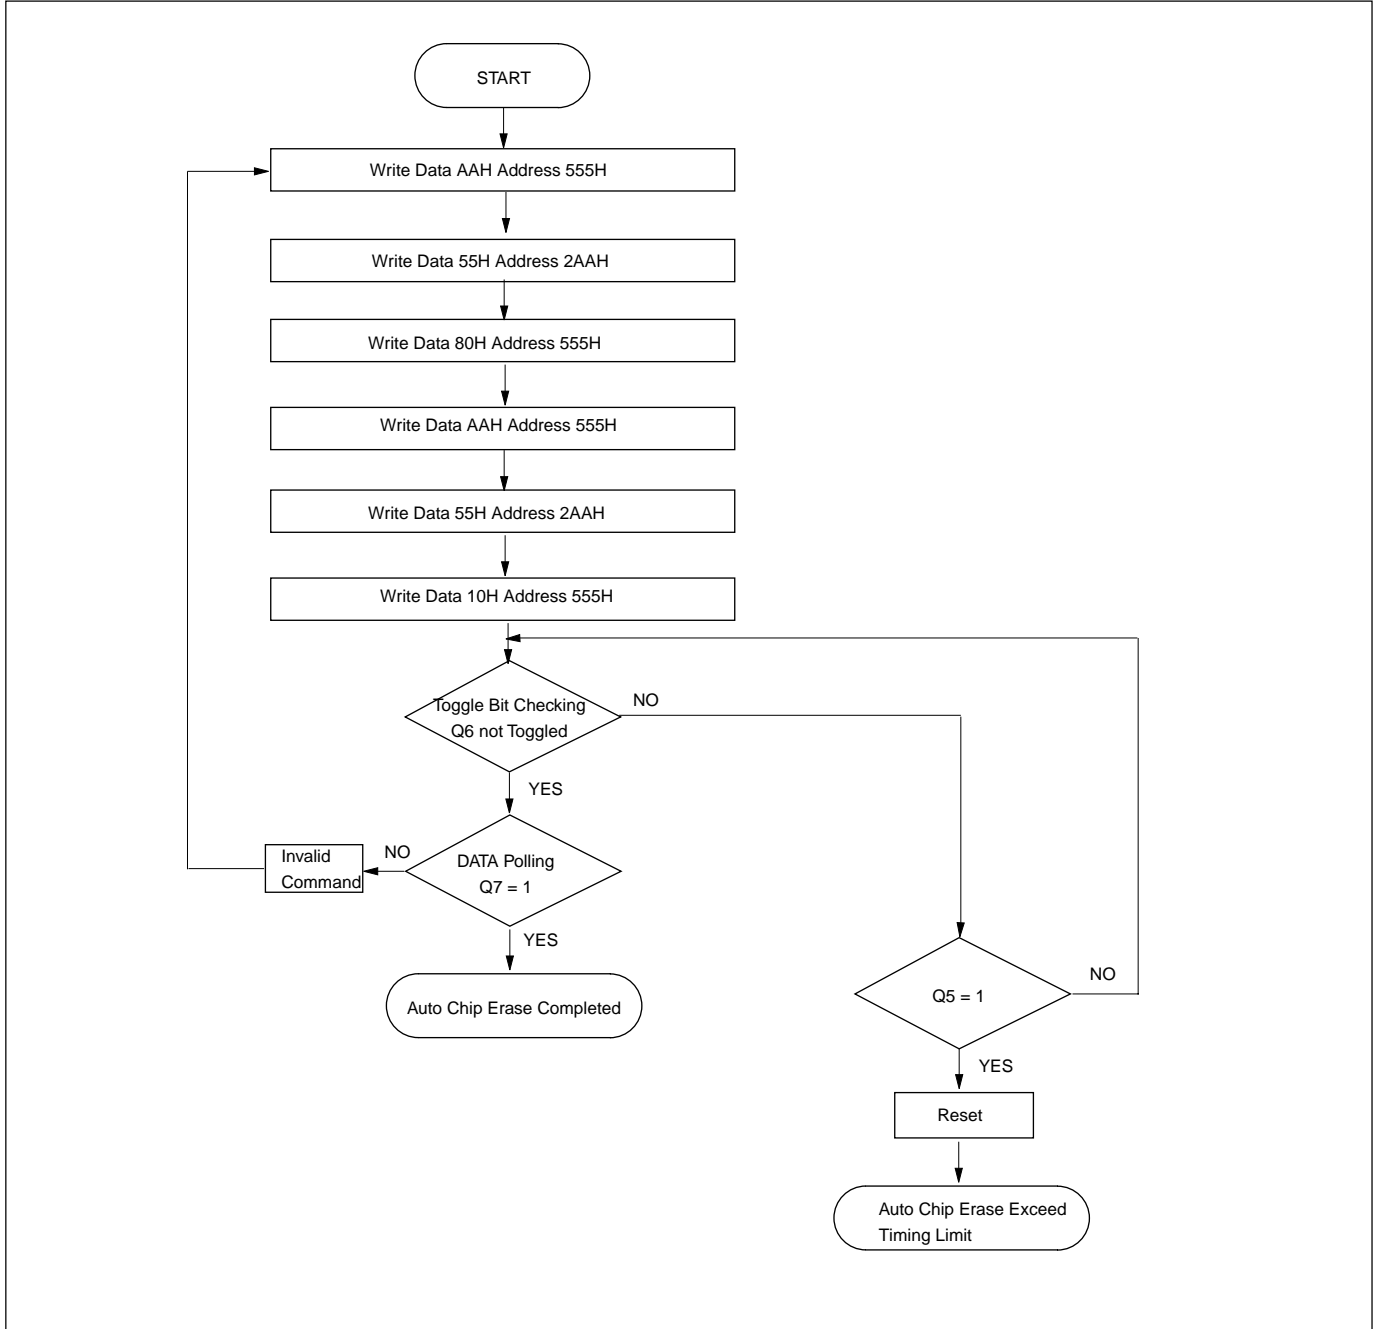 START
Write Data AAH Address 555H
Write Data 55H Address 2AAH
Write Data 80H Address 555H
Write Data AAH Address 555H
Write Data 55H Address 2AAH
Write Data 10H Address 555H
Toggle Bit Checking
Q6 not Toggled
NO
YES
Invalid
Command
NO
DATA Polling
Q7 = 1
YES
Auto Chip Erase Completed
Q5 = 1
NO
YES
Reset
Auto Chip Erase Exceed
Timing Limit